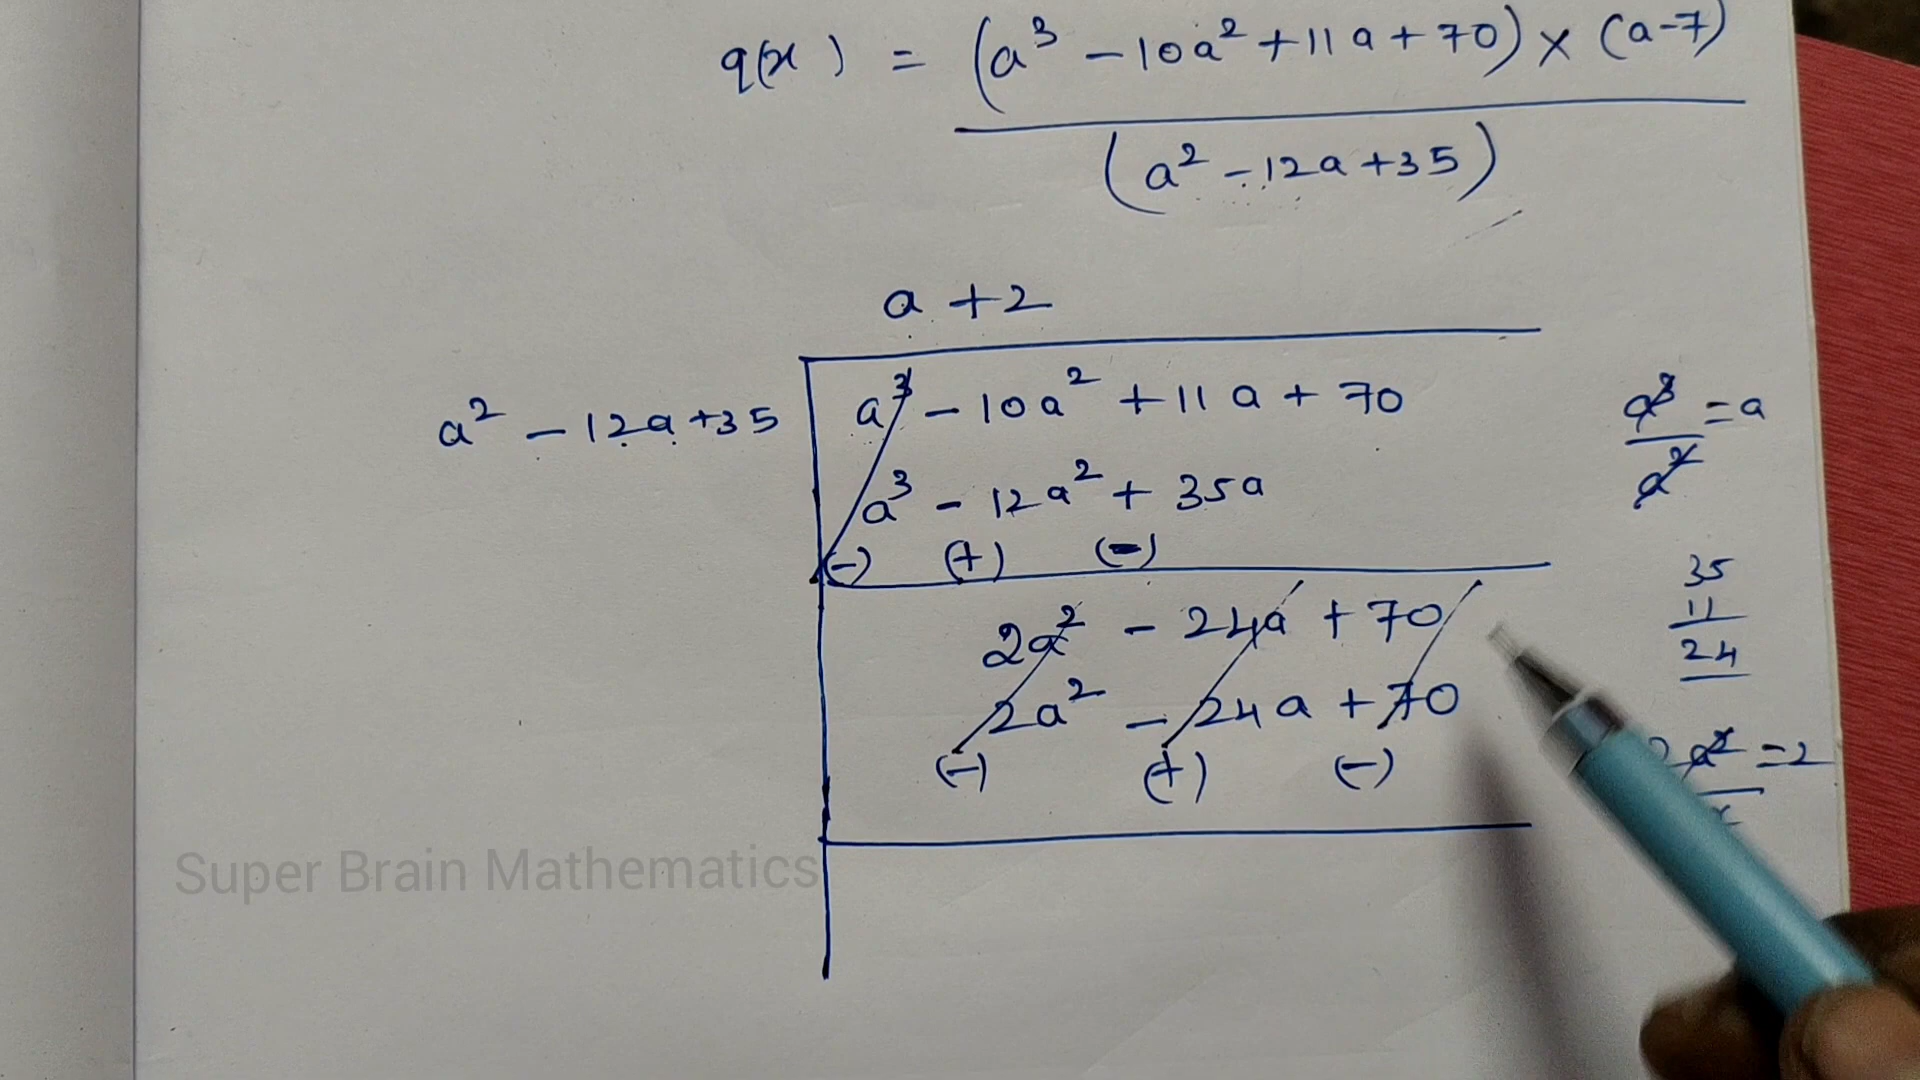 q(x) = (a³ - 10a² + 11a + 70) × (a-7)
(a² - 12a + 35)
a + 2
a² - 12a + 35
a³ - 10a² + 11a + 70
a³ - 12a² + 35a
(-) (+) (-)
2a² - 24a + 70
2a² - 24a + 70
(-) (+) (-)
a³ = a
a²
35
11
24
a² = 2
Super Brain Mathematics